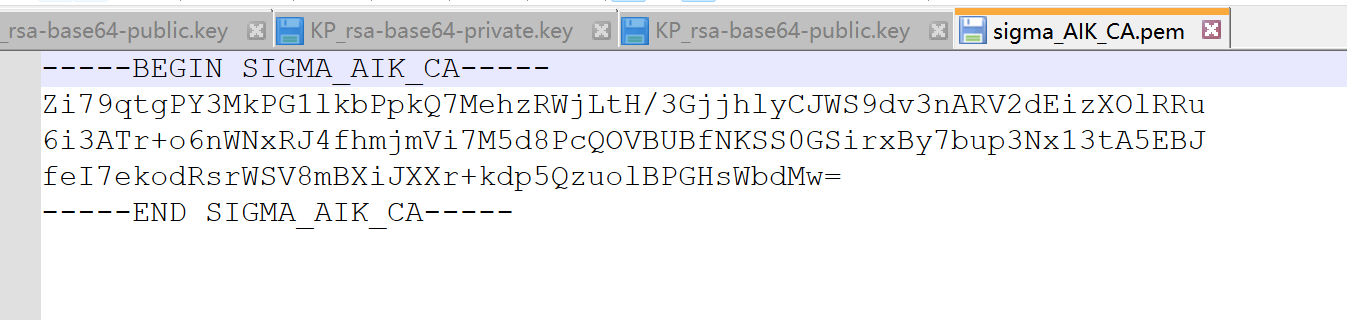 _rsa-base64-public.key KP_rsa-base64-private.key KP_rsa-base64-public.key sigma_AIK_CA.pem
-----BEGIN SIGMA_AIK_CA-----
Zi79qtgPY3MkPG1lkbPpkQ7MehzRWjLtH/3GjjhlyCJWS9dv3nARV2dEizXOlRRu
6i3ATr+o6nWNxRJ4fhmjmVi7M5d8PcQOVBUBfNKSS0GSirxBy7bup3Nx13tA5EBJ
feI7ekodRsrWSV8mBXiJXXr+kdp5QzuolBPGHsWbdMw=
-----END SIGMA_AIK_CA-----